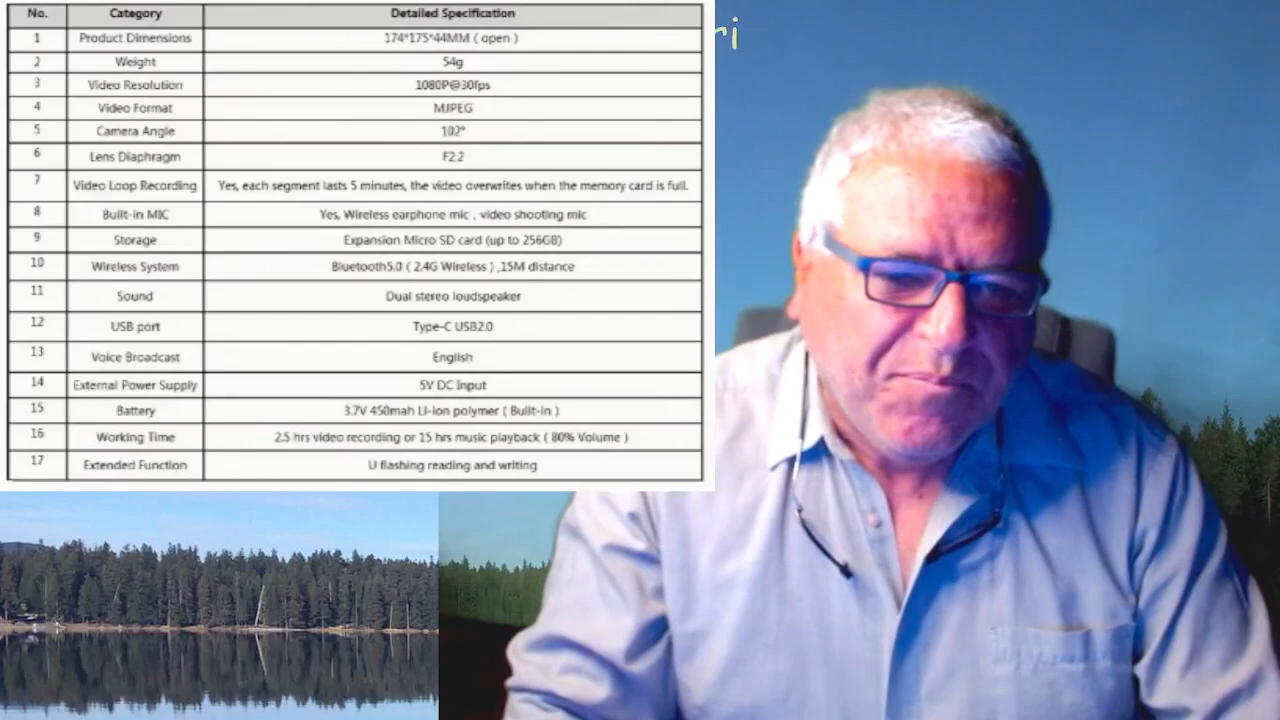 No. Category Detailed Specification
1 Product Dimensions 174*175*44MM ( open )
2 Weight 54g
3 Video Resolution 1080P@30fps
4 Video Format MJPEG
5 Camera Angle 102°
6 Lens Diaphragm F2.2
7 Video Loop Recording Yes, each segment lasts 5 minutes, the video overwrites when the memory card is full.
8 Built-in MIC Yes, Wireless earphone mic , video shooting mic
9 Storage Expansion Micro SD card (up to 256GB)
10 Wireless System Bluetooth5.0 ( 2.4G Wireless ) ,15M distance
11 Sound Dual stereo loudspeaker
12 USB port Type-C USB2.0
13 Voice Broadcast English
14 External Power Supply 5V DC Input
15 Battery 3.7V 450mah Li-ion polymer ( Built-in )
16 Working Time 2.5 hrs video recording or 15 hrs music playback ( 80% Volume )
17 Extended Function U flashing reading and writing